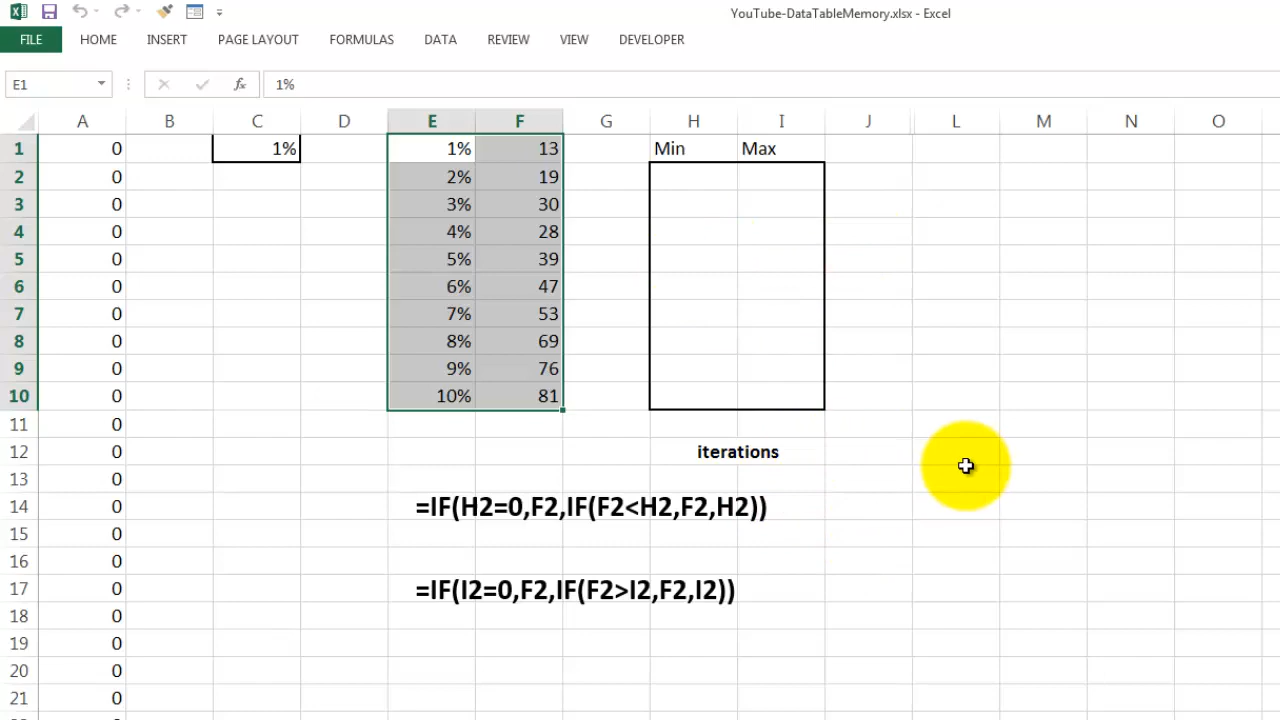 YouTube-DataTableMemory.xlsx - Excel
FILE HOME INSERT PAGE LAYOUT FORMULAS DATA REVIEW VIEW DEVELOPER
E1 fx 1%
A B C D E F G H I J K L M N O
1 0 1% 1% 13 Min Max
2 0 2% 19
3 0 3% 30
4 0 4% 28
5 0 5% 39
6 0 6% 47
7 0 7% 53
8 0 8% 69
9 0 9% 76
10 0 10% 81
11 0
12 0 iterations
13 0
14 0 =IF(H2=0,F2,IF(F2<H2,F2,H2))
15 0
16 0
17 0 =IF(I2=0,F2,IF(F2>I2,F2,I2))
18 0
19 0
20 0
21 0